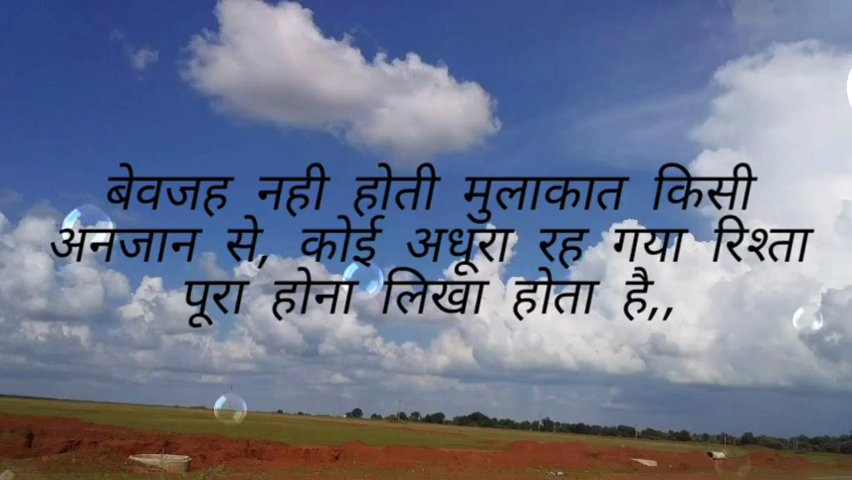 बेवजह नही होती मुलाकात किसी
अनजान से, कोई अधूरा रह गया रिश्ता
पूरा होना लिखा होता है,,